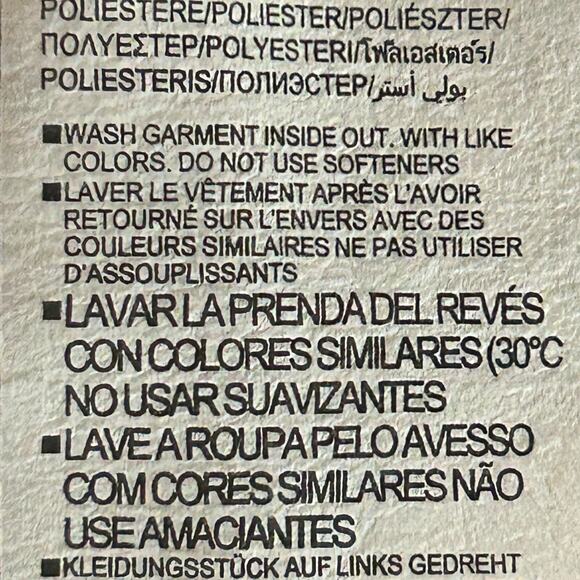 POLIESTERE/POLIESTER/POLIÉSZTER/
ΠΟΛΥΕΣΤΕΡ/POLYESTERI/โพลีเอสเตอร์/
POLIESTERIS/ПОЛИЭСТЕР/بولي أستر
■WASH GARMENT INSIDE OUT. WITH LIKE
COLORS. DO NOT USE SOFTENERS
■LAVER LE VÊTEMENT APRÈS L'AVOIR
RETOURNÉ SUR L'ENVERS AVEC DES
COULEURS SIMILAIRES NE PAS UTILISER
D'ASSOUPLISSANTS
■LAVAR LA PRENDA DEL REVÉS
CON COLORES SIMILARES (30°C
NO USAR SUAVIZANTES
■LAVE A ROUPA PELO AVESSO
COM CORES SIMILARES NÃO
USE AMACIANTES
■KLEIDUNGSSTÜCK AUF LINKS GEDREHT